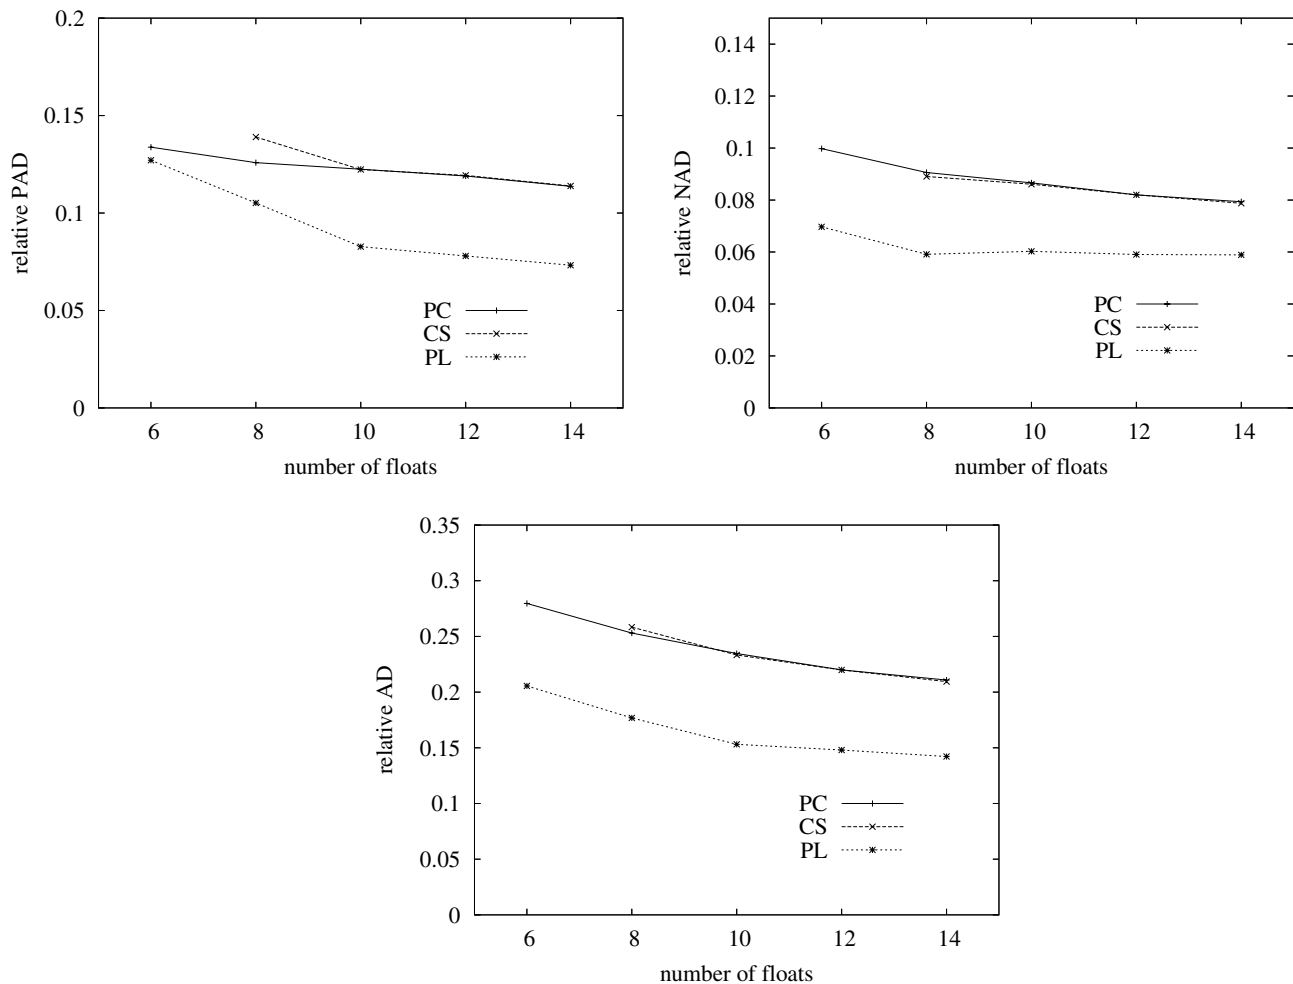 0.2
0.15
0.1
0.05
0
relative PAD
PC
CS
PL
6 8 10 12 14
number of floats
0.14
0.12
0.1
0.08
0.06
0.04
0.02
0
relative NAD
PC
CS
PL
6 8 10 12 14
number of floats
0.35
0.3
0.25
0.2
0.15
0.1
0.05
0
relative AD
PC
CS
PL
6 8 10 12 14
number of floats